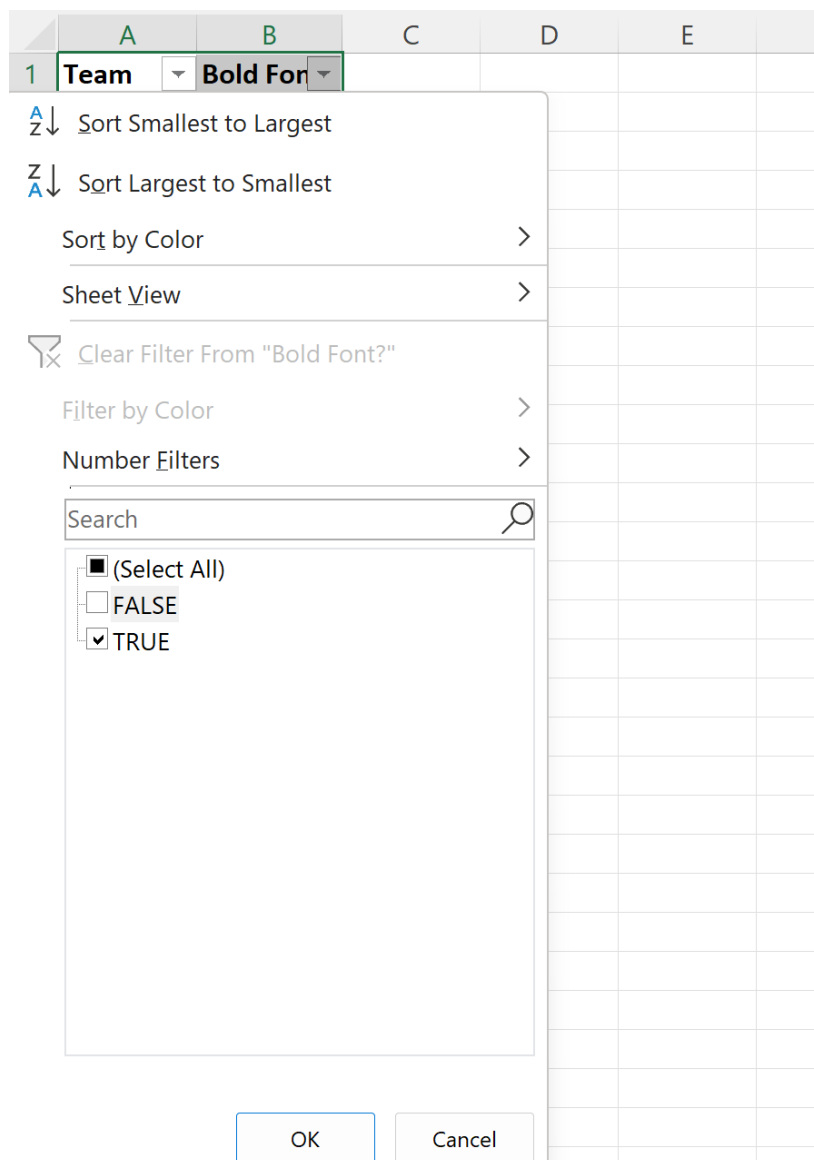 A B C D E
1 Team Bold Fon
A Z Sort Smallest to Largest
Z A Sort Largest to Smallest
Sort by Color
Sheet View
Clear Filter From "Bold Font?"
Filter by Color
Number Filters
Search
(Select All)
FALSE
TRUE
OK Cancel